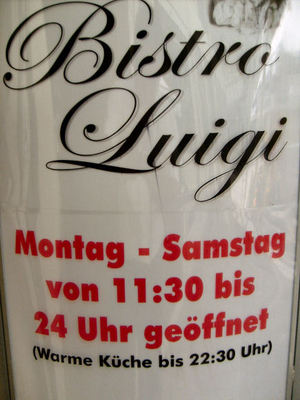 Bistro
Luigi
Montag - Samstag
von 11:30 bis
24 Uhr geöffnet
(Warme Küche bis 22:30 Uhr)